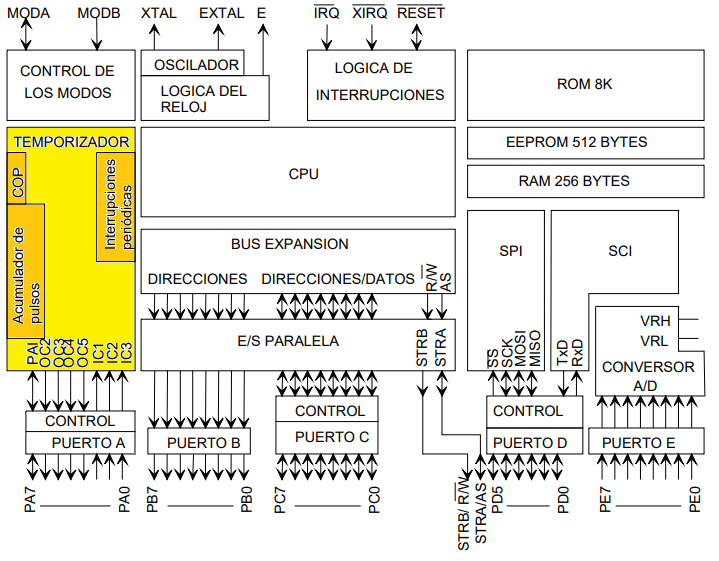 MODA
MODB
XTAL
EXTAL
E
IRQ
XIRQ
RESET
CONTROL DE
LOS MODOS
OSCILADOR
LOGICA DEL
RELOJ
LOGICA DE
INTERRUPCIONES
ROM 8K
TEMPORIZADOR
COP
Interrupciones
periódicas
Acumulador de
pulsos
CPU
EEPROM 512 BYTES
RAM 256 BYTES
BUS EXPANSION
DIRECCIONES
DIRECCIONES/DATOS
R/W
AS
SPI
SCI
PAI
OC2
OC3
OC4
OC5
IC1
IC2
IC3
E/S PARALELA
STRB
STRA
SS
SCK
MOSI
MISO
TxD
RxD
VRH
VRL
CONVERSOR
A/D
CONTROL
PUERTO A
PUERTO B
CONTROL
PUERTO C
CONTROL
PUERTO D
PUERTO E
PA7
PA0
PB7
PB0
PC7
PC0
STRB/ R/W
STRA/AS
PD5
PD0
PE7
PE0